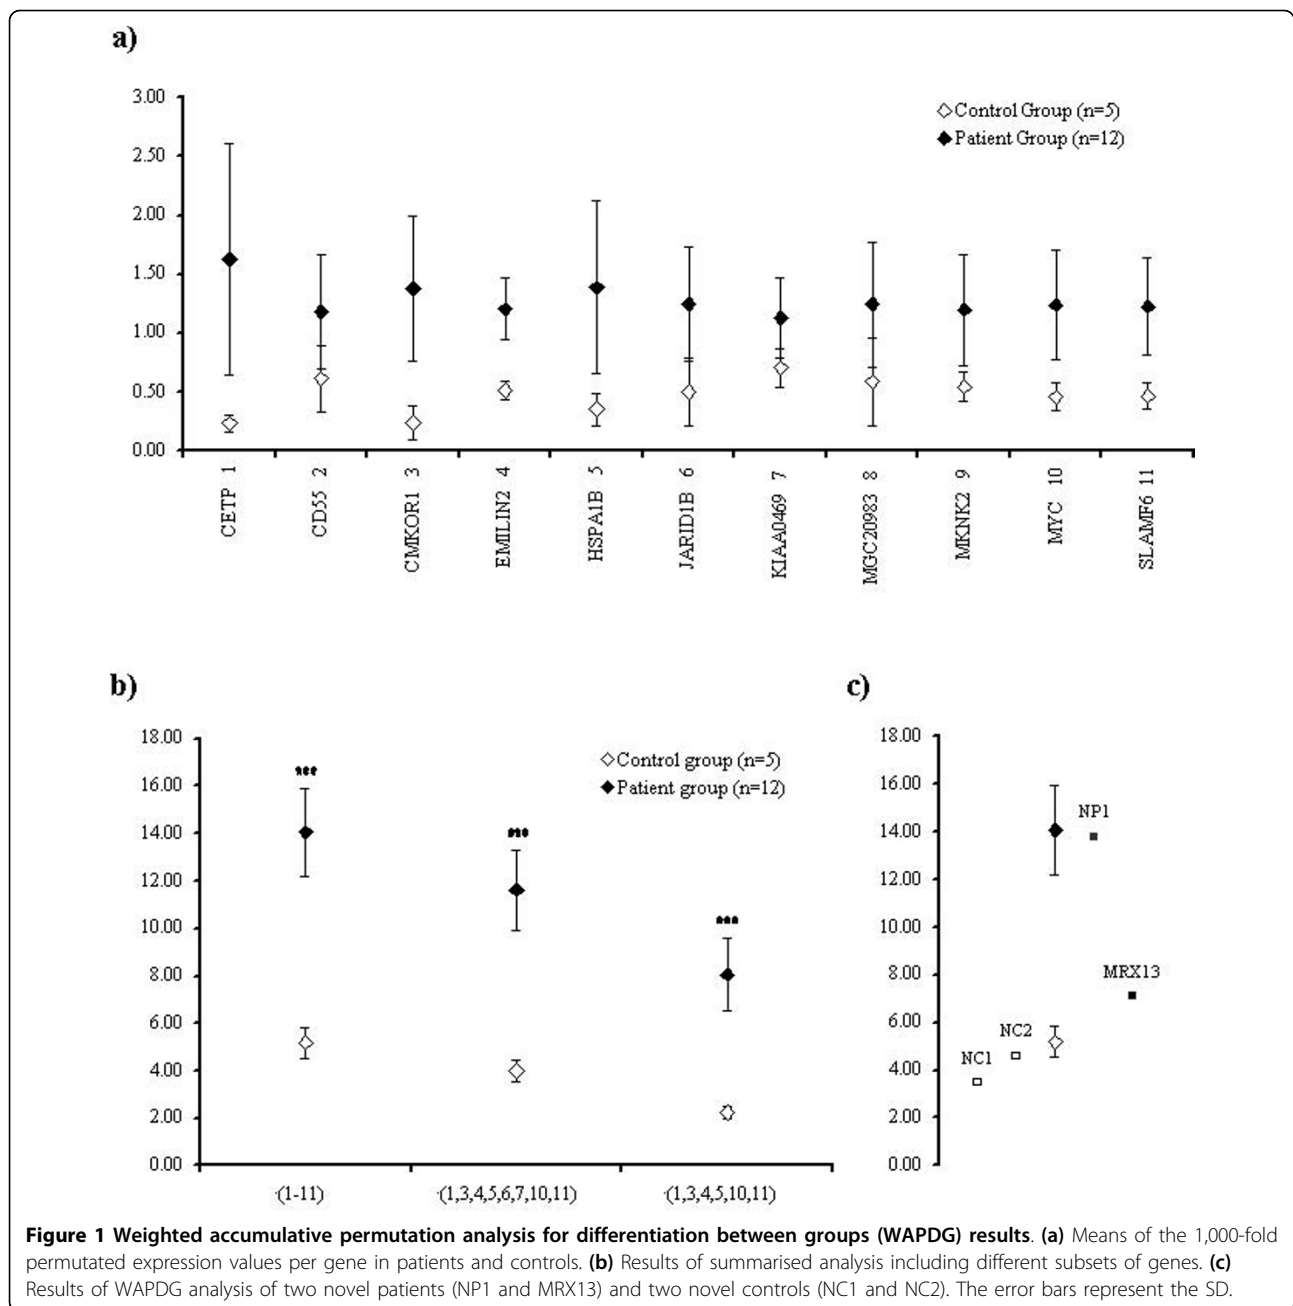 a)
3.00
2.50
2.00
1.50
1.00
0.50
0.00
Control Group (n=5)
Patient Group (n=12)
CETP 1
CD55 2
CMKOR1 3
EMILIN2 4
HSPA1B 5
JARID1B 6
KIAA0469 7
MGC20983 8
MKNK2 9
MYC 10
SLAMF6 11
b)
18.00
16.00
14.00
12.00
10.00
8.00
6.00
4.00
2.00
0.00
Control group (n=5)
Patient group (n=12)
***
***
***
(1-11)
(1,3,4,5,6,7,10,11)
(1,3,4,5,10,11)
c)
18.00
16.00
14.00
12.00
10.00
8.00
6.00
4.00
2.00
0.00
NP1
MRX13
NC2
NC1
Figure 1 Weighted accumulative permutation analysis for differentiation between groups (WAPDG) results. (a) Means of the 1,000-fold
permutated expression values per gene in patients and controls. (b) Results of summarised analysis including different subsets of genes. (c)
Results of WAPDG analysis of two novel patients (NP1 and MRX13) and two novel controls (NC1 and NC2). The error bars represent the SD.